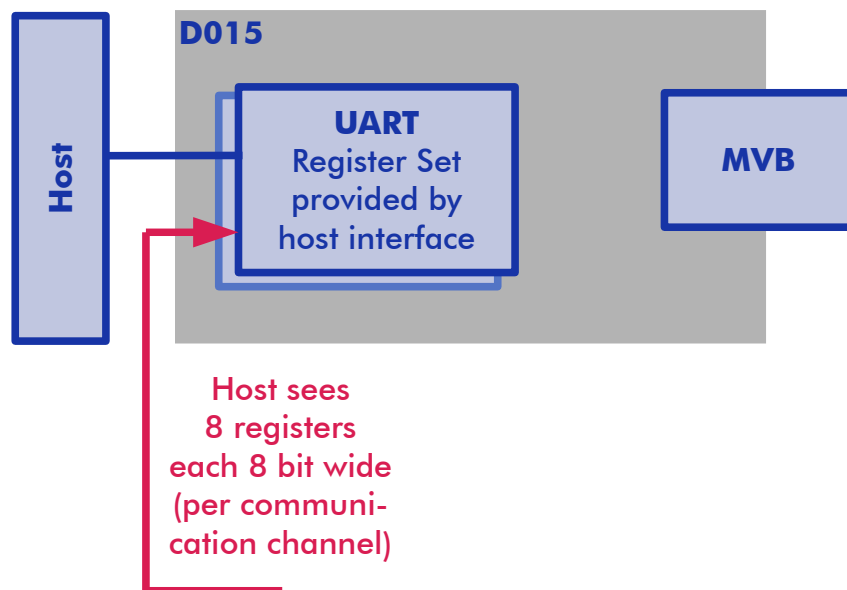 D015
Host
UART
Register Set
provided by
host interface
MVB
Host sees
8 registers
each 8 bit wide
(per communi-
cation channel)